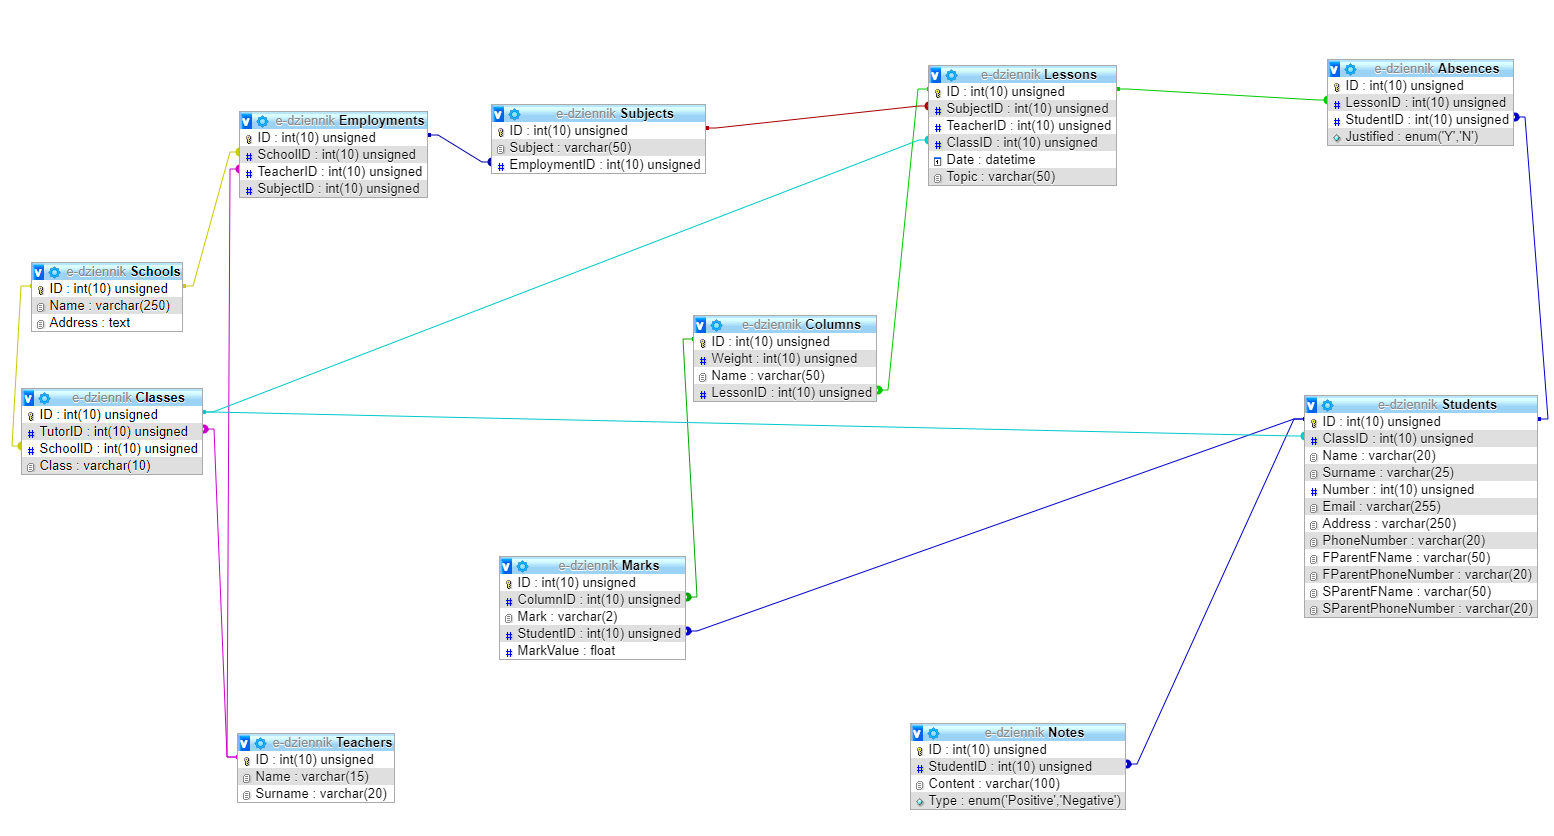 e-dziennik Employments
ID : int(10) unsigned
SchoolID : int(10) unsigned
TeacherID : int(10) unsigned
SubjectID : int(10) unsigned
e-dziennik Subjects
ID : int(10) unsigned
Subject : varchar(50)
EmploymentID : int(10) unsigned
e-dziennik Lessons
ID : int(10) unsigned
SubjectID : int(10) unsigned
TeacherID : int(10) unsigned
ClassID : int(10) unsigned
Date : datetime
Topic : varchar(50)
e-dziennik Absences
ID : int(10) unsigned
LessonID : int(10) unsigned
StudentID : int(10) unsigned
Justified : enum('Y','N')
e-dziennik Schools
ID : int(10) unsigned
Name : varchar(250)
Address : text
e-dziennik Classes
ID : int(10) unsigned
TutorID : int(10) unsigned
SchoolID : int(10) unsigned
Class : varchar(10)
e-dziennik Columns
ID : int(10) unsigned
Weight : int(10) unsigned
Name : varchar(50)
LessonID : int(10) unsigned
e-dziennik Students
ID : int(10) unsigned
ClassID : int(10) unsigned
Name : varchar(20)
Surname : varchar(25)
Number : int(10) unsigned
Email : varchar(255)
Address : varchar(250)
PhoneNumber : varchar(20)
FParentFName : varchar(50)
FParentPhoneNumber : varchar(20)
SParentFName : varchar(50)
SParentPhoneNumber : varchar(20)
e-dziennik Marks
ID : int(10) unsigned
ColumnID : int(10) unsigned
Mark : varchar(2)
StudentID : int(10) unsigned
MarkValue : float
e-dziennik Teachers
ID : int(10) unsigned
Name : varchar(15)
Surname : varchar(20)
e-dziennik Notes
ID : int(10) unsigned
StudentID : int(10) unsigned
Content : varchar(100)
Type : enum('Positive','Negative')